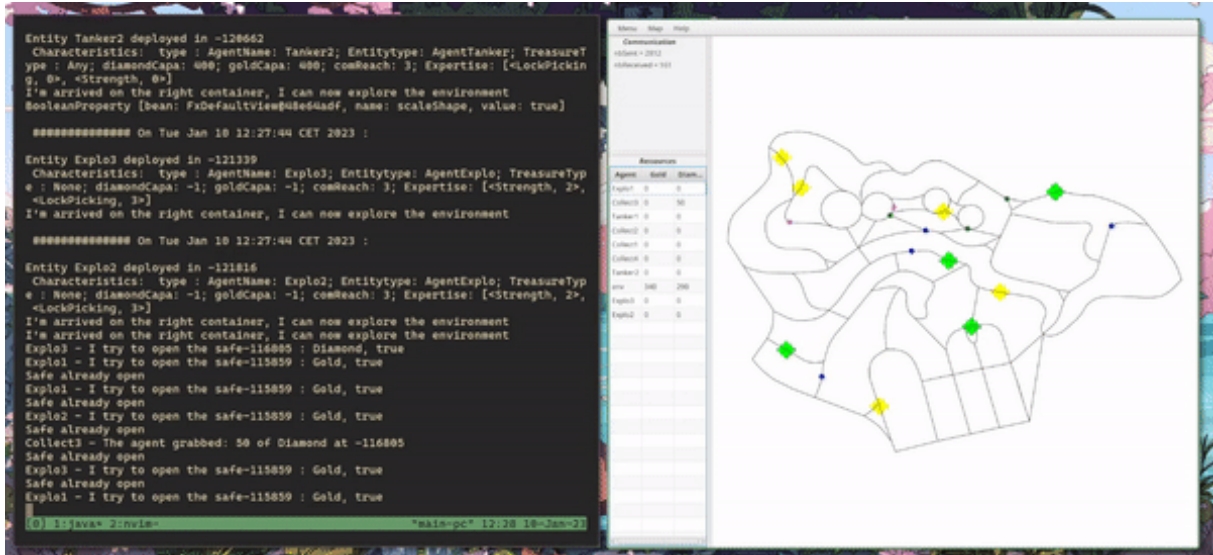 Entity Tanker2 deployed in -120662
Characteristics:  type : AgentName: Tanker2; Entitytype: AgentTanker; TreasureT
ype : Any; diamondCapa: 400; goldCapa: 400; comReach: 3; Expertise: [<LockPickin
g, 0>, <Strength, 0>]
I'm arrived on the right container, I can now explore the environment
BooleanProperty [bean: FxDefaultView@48e64adf, name: scaleShape, value: true]
############### On Tue Jan 10 12:27:44 CET 2023 :
Entity Explo3 deployed in -121339
Characteristics:  type : AgentName: Explo3; Entitytype: AgentExplo; TreasureTyp
e : None; diamondCapa: -1; goldCapa: -1; comReach: 3; Expertise: [<Strength, 2>,
<LockPicking, 3>]
I'm arrived on the right container, I can now explore the environment
############### On Tue Jan 10 12:27:44 CET 2023 :
Entity Explo2 deployed in -121816
Characteristics:  type : AgentName: Explo2; Entitytype: AgentExplo; TreasureTyp
e : None; diamondCapa: -1; goldCapa: -1; comReach: 3; Expertise: [<Strength, 2>,
<LockPicking, 3>]
I'm arrived on the right container, I can now explore the environment
I'm arrived on the right container, I can now explore the environment
Explo3 - I try to open the safe-116805 : Diamond, true
Explo1 - I try to open the safe-115859 : Gold, true
Safe already open
Explo1 - I try to open the safe-115859 : Gold, true
Safe already open
Explo2 - I try to open the safe-115859 : Gold, true
Safe already open
Collect3 - The agent grabbed: 50 of Diamond at -116805
Safe already open
Explo3 - I try to open the safe-115859 : Gold, true
Safe already open
Explo1 - I try to open the safe-115859 : Gold, true
[0] 1:java* 2:nvim- "main-pc" 12:28 10-Jan-23
Menu Map Help
Communication
nbSent = 2012
nbReceived = 161
Ressources
Agent Gold Diam...
Explo1 0 0
Collect3 0 50
Tanker1 0 0
Collect2 0 0
Collect1 0 0
Collect4 0 0
Tanker2 0 0
env 340 290
Explo3 0 0
Explo2 0 0